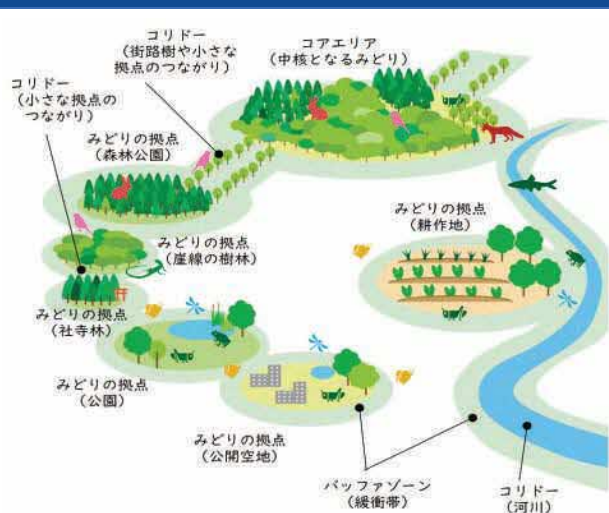 コリドー
(街路樹や小さな
拠点のつながり)
コアエリア
(中核となるみどり)
コリドー
(小さな拠点の
つながり)
みどりの拠点
(森林公園)
みどりの拠点
(耕作地)
みどりの拠点
(崖線の樹林)
みどりの拠点
(社寺林)
みどりの拠点
(公園)
みどりの拠点
(公開空地)
バッファゾーン
(緩衝帯)
コリドー
(河川)